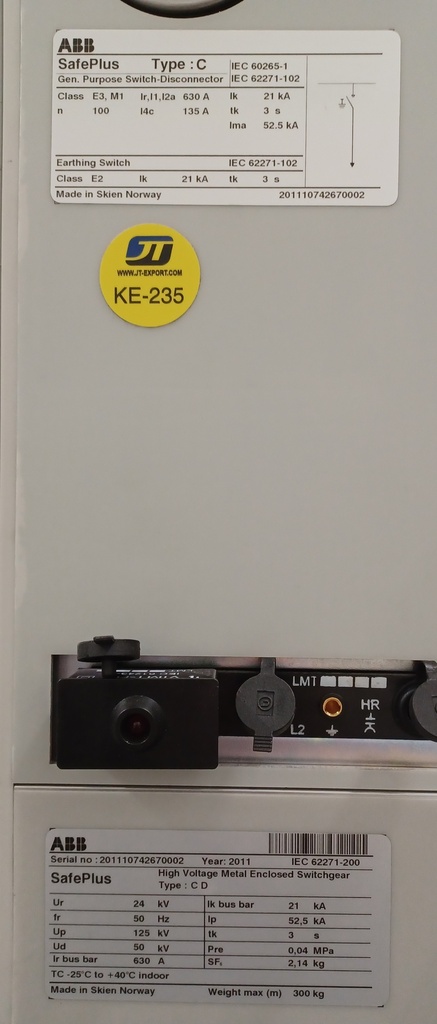 ABB
SafePlus Type : C IEC 60265-1
Gen. Purpose Switch-Disconnector IEC 62271-102
Class E3, M1 Ir,I1,I2a 630 A Ik 21 kA
n 100 I4c 135 A tk 3 s
Ima 52.5 kA
Earthing Switch IEC 62271-102
Class E2 Ik 21 kA tk 3 s
Made in Skien Norway 201110742670002
JT
WWW.JT-EXPORT.COM
KE-235
LMT
HR
L2
ABB
Serial no : 201110742670002 Year: 2011 IEC 62271-200
SafePlus High Voltage Metal Enclosed Switchgear
Type : C D
Ur 24 kV Ik bus bar 21 kA
fr 50 Hz Ip 52,5 kA
Up 125 kV tk 3 s
Ud 50 kV Pre 0,04 MPa
Ir bus bar 630 A SF₆ 2,14 kg
TC -25°C to +40°C indoor
Made in Skien Norway Weight max (m) 300 kg